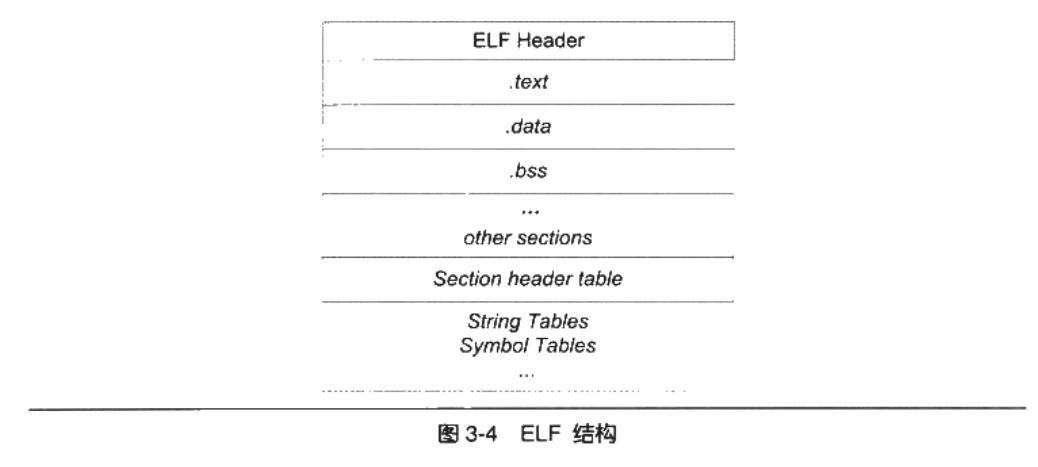 ELF Header
.text
.data
.bss
...
other sections
Section header table
String Tables
Symbol Tables
...
图 3-4 ELF 结构